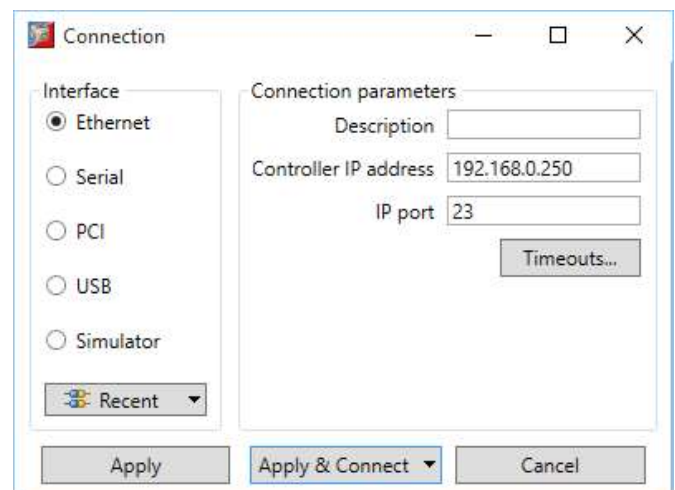 Connection
Interface
Ethernet
Serial
PCI
USB
Simulator
Recent
Connection parameters
Description
Controller IP address 192.168.0.250
IP port 23
Timeouts...
Apply
Apply & Connect
Cancel